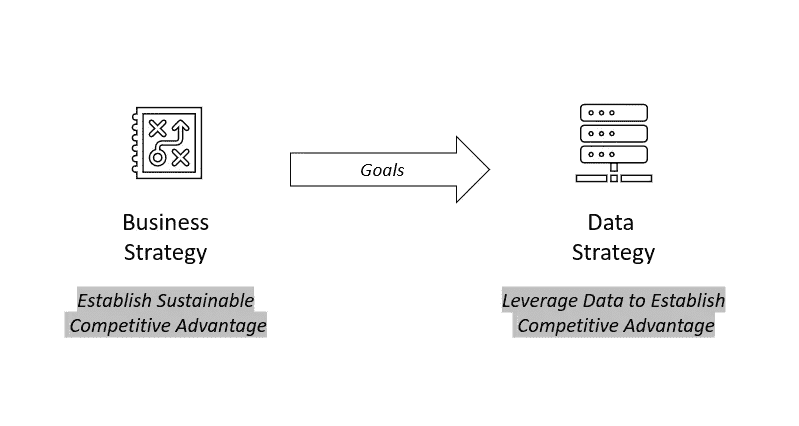 Goals
Business
Strategy
Data
Strategy
Establish Sustainable
Competitive Advantage
Leverage Data to Establish
Competitive Advantage